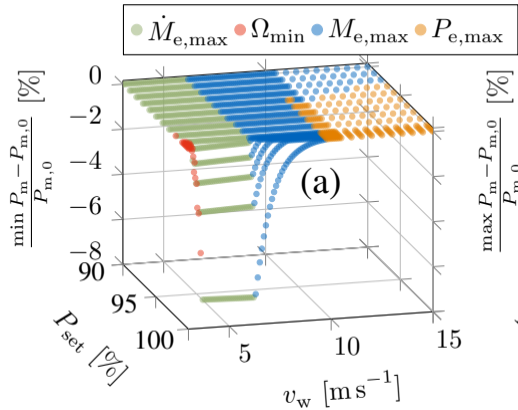 Ṁe,max Ωmin Me,max Pe,max
min Pm−Pm,0 / Pm,0 [%]
0
−2
−4
−6
−8
90
95
100
Pset [%]
5
10
15
vw [m s−1]
(a)
max Pm−Pm,0 / Pm,0 [%]